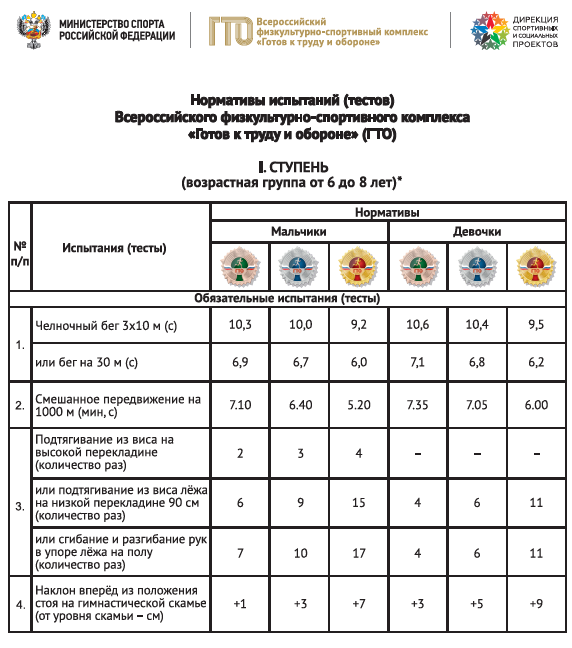 МИНИСТЕРСТВО СПОРТА
РОССИЙСКОЙ ФЕДЕРАЦИИ
ГТО
Всероссийский
физкультурно-спортивный комплекс
«Готов к труду и обороне»
ДИРЕКЦИЯ
СПОРТИВНЫХ
И СОЦИАЛЬНЫХ
ПРОЕКТОВ
Нормативы испытаний (тестов)
Всероссийского физкультурно-спортивного комплекса
«Готов к труду и обороне» (ГТО)
I. СТУПЕНЬ
(возрастная группа от 6 до 8 лет)*
№ п/п Испытания (тесты) Нормативы
Мальчики Девочки
Обязательные испытания (тесты)
1. Челночный бег 3х10 м (с) 10,3 10,0 9,2 10,6 10,4 9,5
или бег на 30 м (с) 6,9 6,7 6,0 7,1 6,8 6,2
2. Смешанное передвижение на
1000 м (мин, с) 7.10 6.40 5.20 7.35 7.05 6.00
3. Подтягивание из виса на
высокой перекладине
(количество раз) 2 3 4 – – –
или подтягивание из виса лёжа
на низкой перекладине 90 см
(количество раз) 6 9 15 4 6 11
или сгибание и разгибание рук
в упоре лёжа на полу
(количество раз) 7 10 17 4 6 11
4. Наклон вперёд из положения
стоя на гимнастической скамье
(от уровня скамьи – см) +1 +3 +7 +3 +5 +9